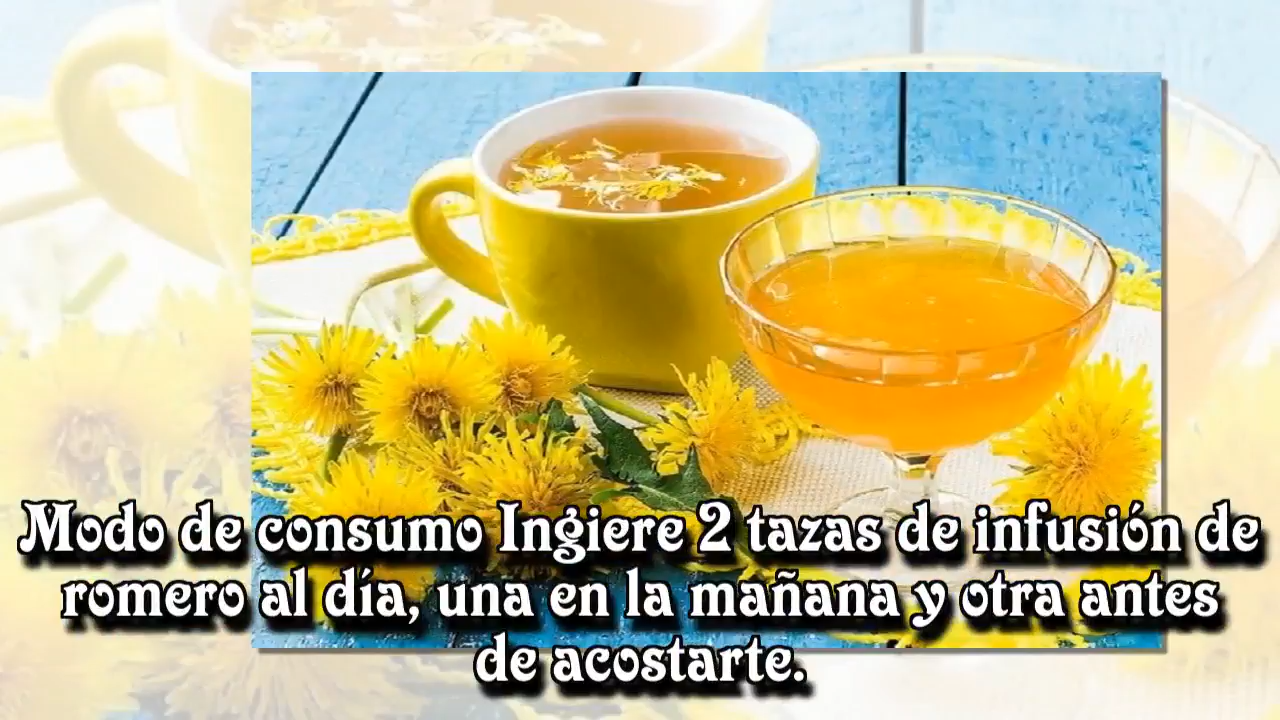 Modo de consumo Ingiere 2 tazas de infusión de
romero al día, una en la mañana y otra antes
de acostarte.